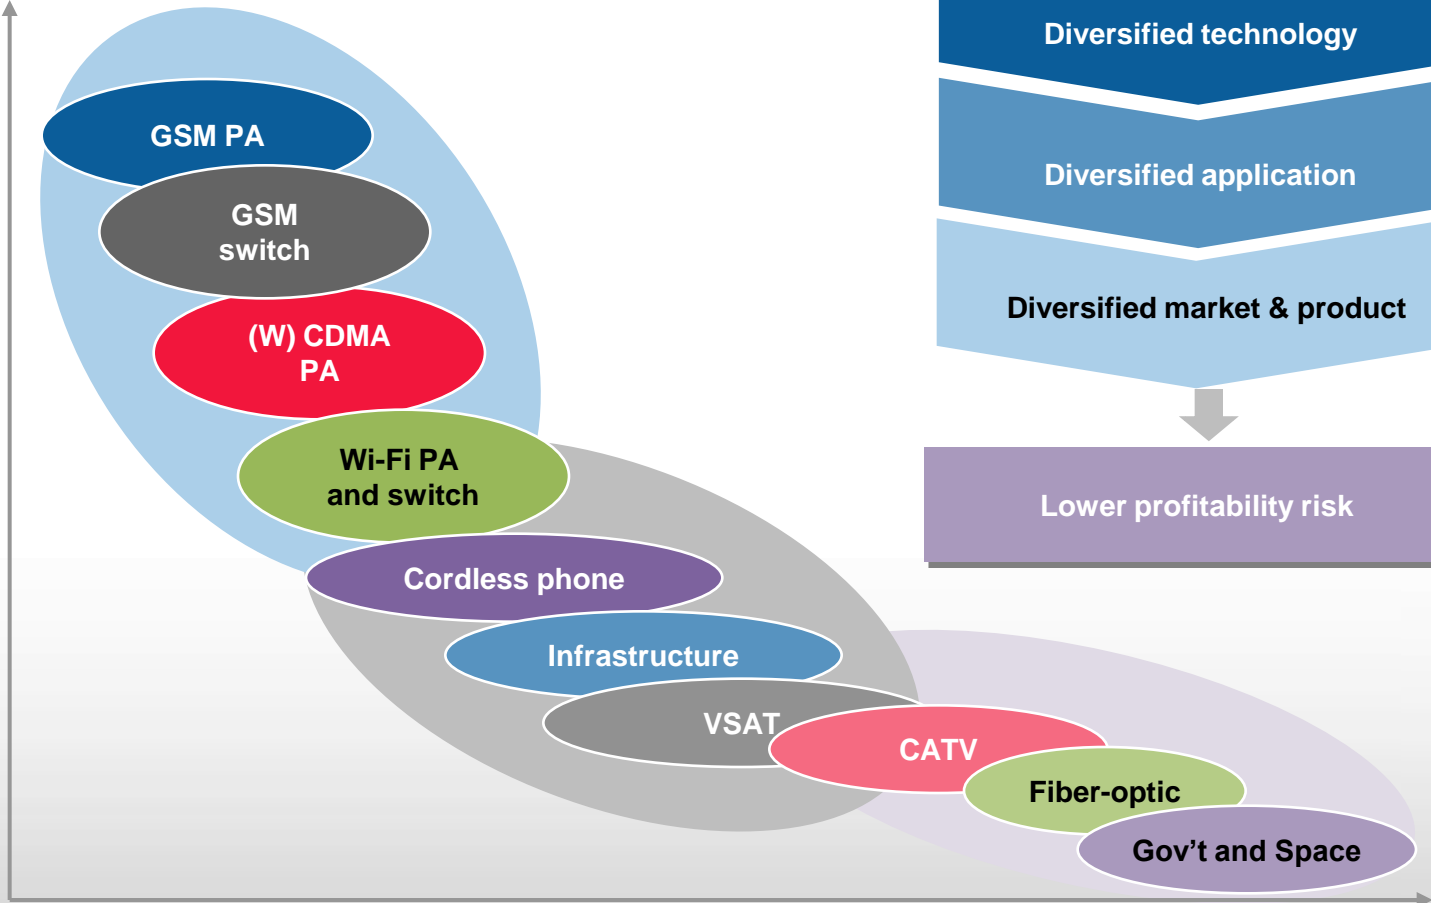 Diversified technology
Diversified application
Diversified market & product
Lower profitability risk
GSM PA
GSM
switch
(W) CDMA
PA
Wi-Fi PA
and switch
Cordless phone
Infrastructure
VSAT
CATV
Fiber-optic
Gov’t and Space